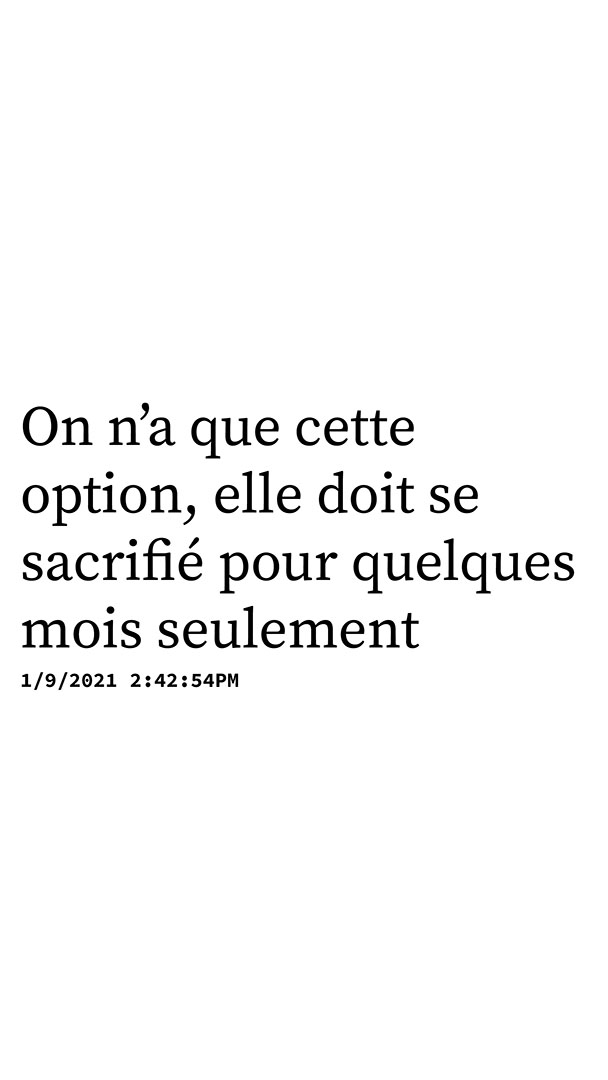 On n’a que cette
option, elle doit se
sacrifié pour quelques
mois seulement
1/9/2021 2:42:54PM